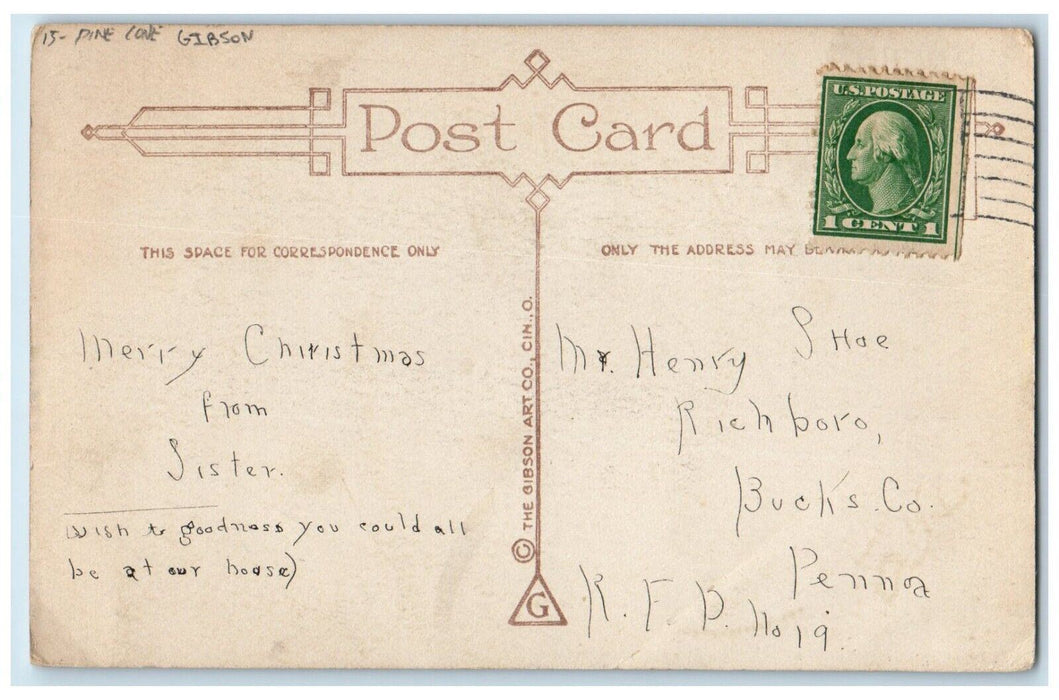 15- PINE CONE GIBSON
Post Card
U.S. POSTAGE
1 CENT 1
THIS SPACE FOR CORRESPONDENCE ONLY
ONLY THE ADDRESS MAY BE
Merry Chiristmas
from
Sister.
wish to goodness you could all
be at our house)
© THE GIBSON ART CO., CIN., O.
G
Mr. Henry Shoe
Richboro,
Buck's. Co.
Penna
R. F. D. No 19.